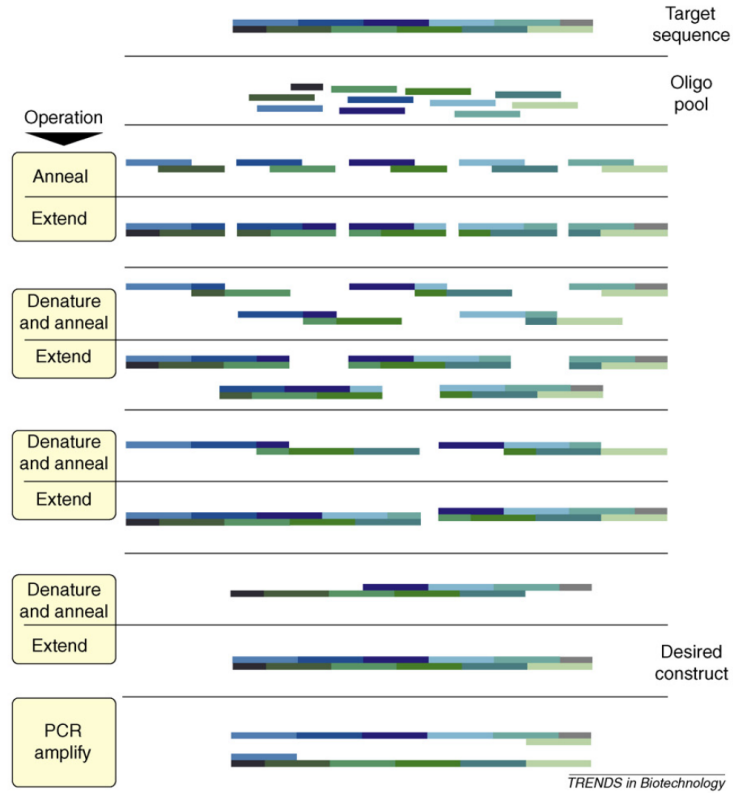 Target
sequence
Oligo
pool
Operation
Anneal
Extend
Denature
and anneal
Extend
Denature
and anneal
Extend
Denature
and anneal
Extend
Desired
construct
PCR
amplify
TRENDS in Biotechnology